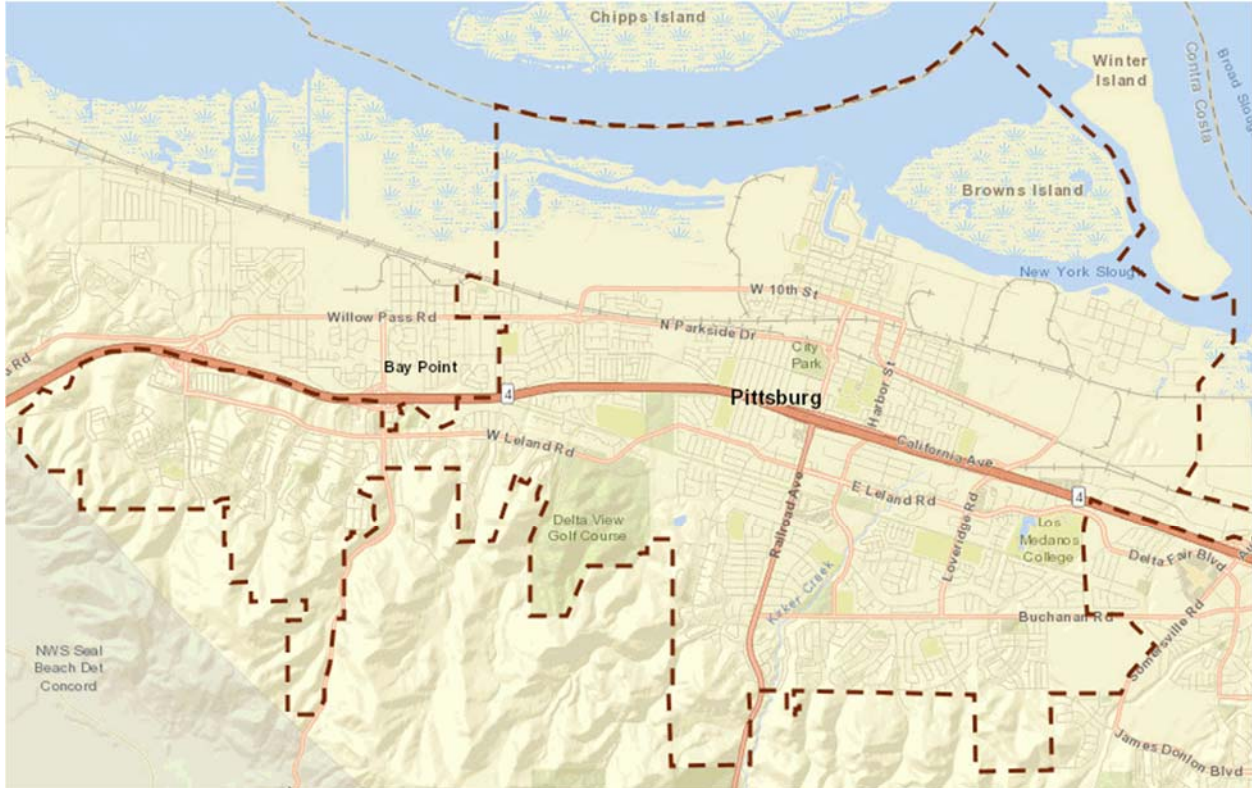 Chipps Island
Winter
Island
Contra Costa
Broad Slough
Browns Island
New York Slough
W 10th St
Willow Pass Rd
N Parkside Dr
City
Park
Bay Point
4
Pittsburg
Harbor St
California Ave
W Leland Rd
4
E Leland Rd
Railroad Ave
Loveridge Rd
Delta View
Golf Course
Los
Medanos
College
Delta Fair Blvd
Kirker Creek
Buchanan Rd
Somersville Rd
NWS Seal
Beach Det
Concord
James Donlon Blvd